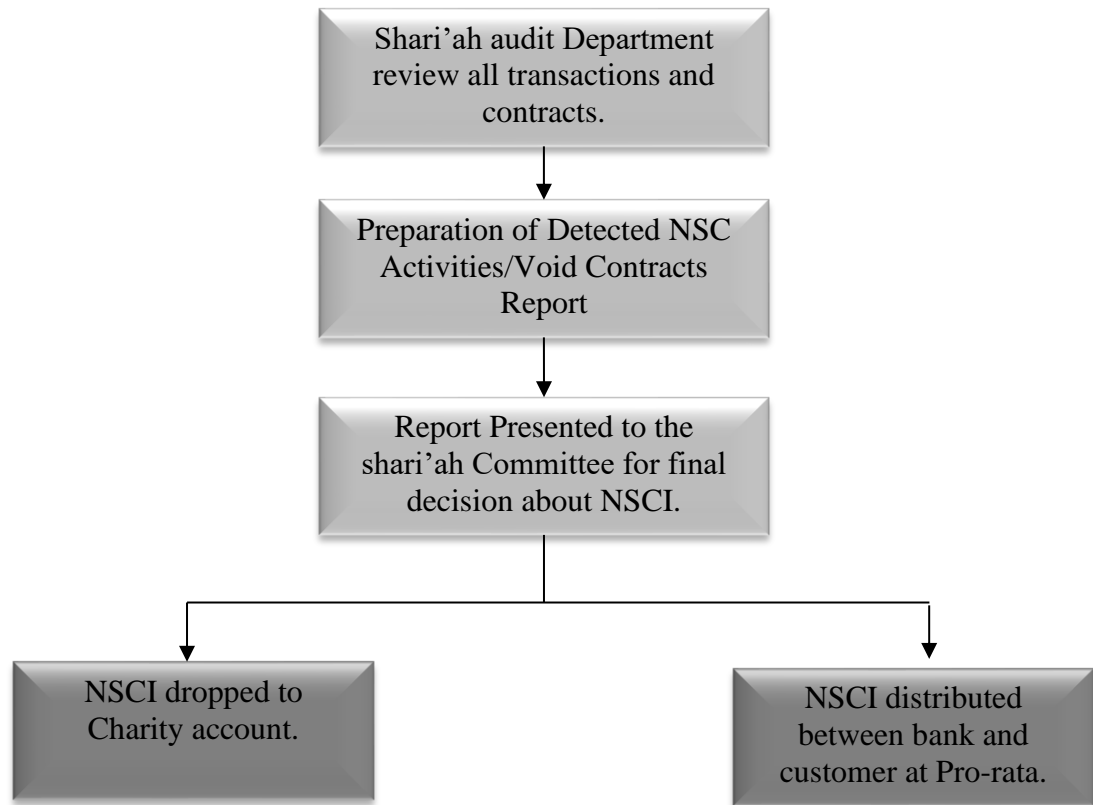 Shari’ah audit Department
review all transactions and
contracts.
Preparation of Detected NSC
Activities/Void Contracts
Report
Report Presented to the
shari’ah Committee for final
decision about NSCI.
NSCI dropped to
Charity account.
NSCI distributed
between bank and
customer at Pro-rata.